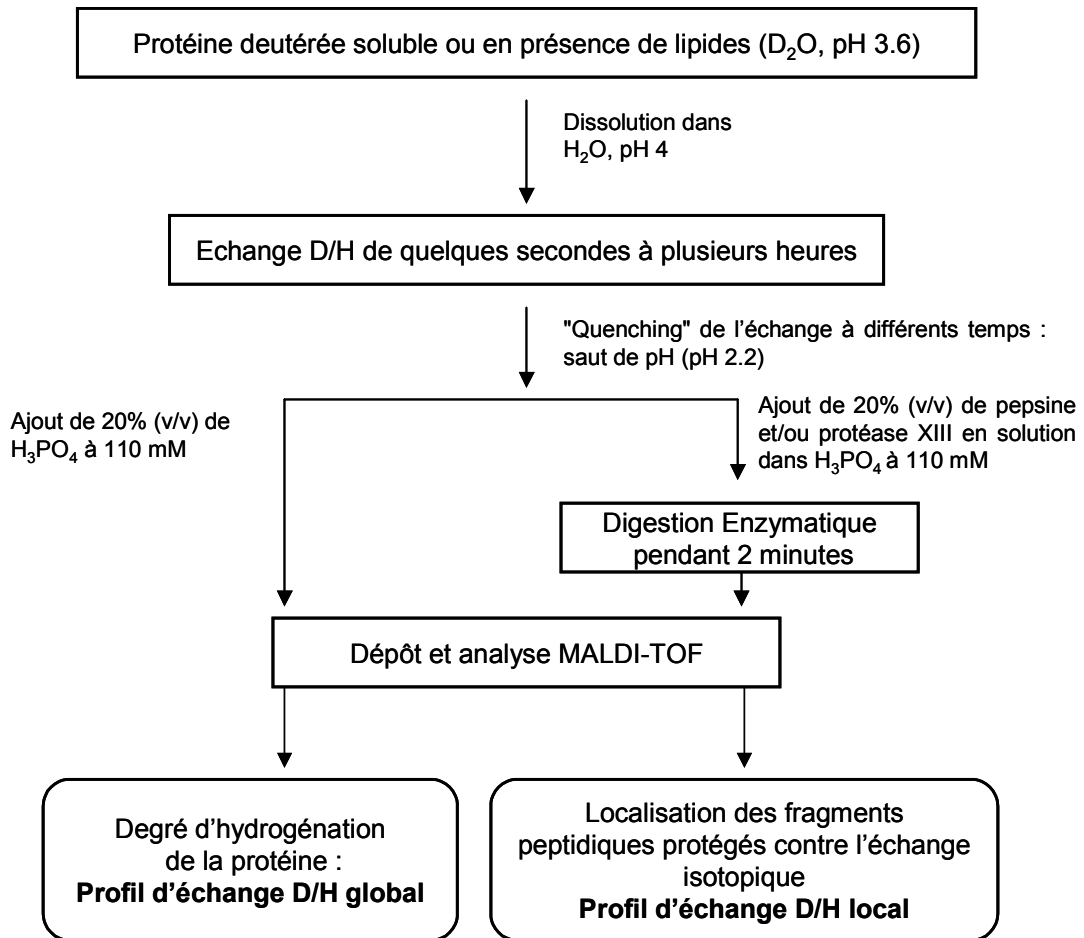 Protéine deutérée soluble ou en présence de lipides (D₂O, pH 3.6)
Dissolution dans
H₂O, pH 4
Echange D/H de quelques secondes à plusieurs heures
"Quenching" de l'échange à différents temps :
saut de pH (pH 2.2)
Ajout de 20% (v/v) de
H₃PO₄ à 110 mM
Ajout de 20% (v/v) de pepsine
et/ou protéase XIII en solution
dans H₃PO₄ à 110 mM
Digestion Enzymatique
pendant 2 minutes
Dépôt et analyse MALDI-TOF
Degré d'hydrogénation
de la protéine :
Profil d'échange D/H global
Localisation des fragments
peptidiques protégés contre l'échange
isotopique
Profil d'échange D/H local